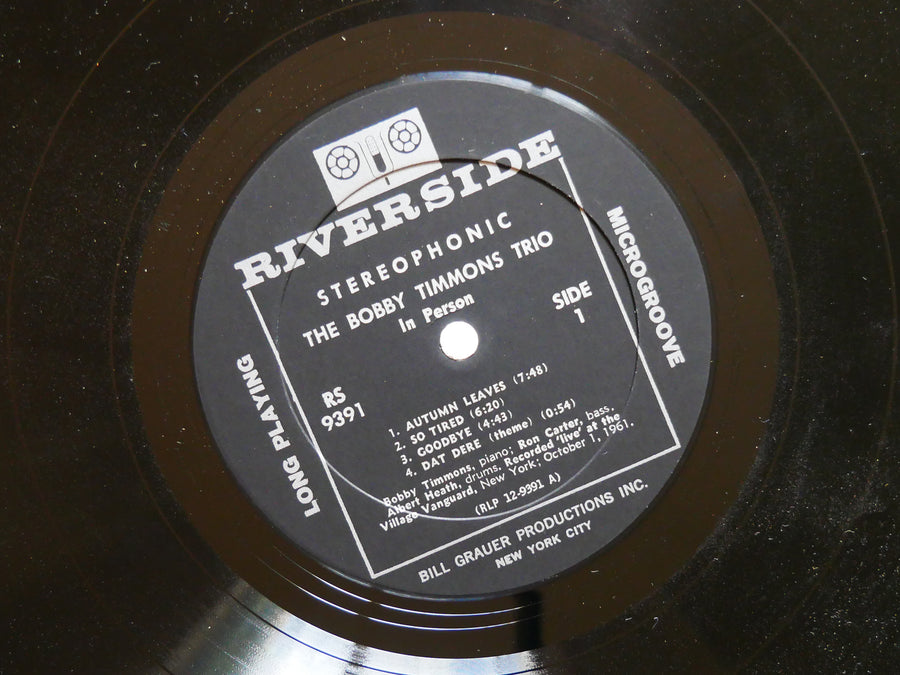 RIVERSIDE
STEREOPHONIC
THE BOBBY TIMMONS TRIO
In Person
SIDE
1
MICROGROOVE
LONG PLAYING
RS
9391
1. AUTUMN LEAVES (7:48)
2. SO TIRED (6:20)
3. GOODBYE (4:43)
4. DAT DERE (theme) (0:54)
Bobby Timmons, piano; Ron Carter, bass.
Albert Heath, drums. Recorded 'live' at the
Village Vanguard, New York; October 1, 1961.
(RLP 12-9391 A)
BILL GRAUER PRODUCTIONS INC.
NEW YORK CITY